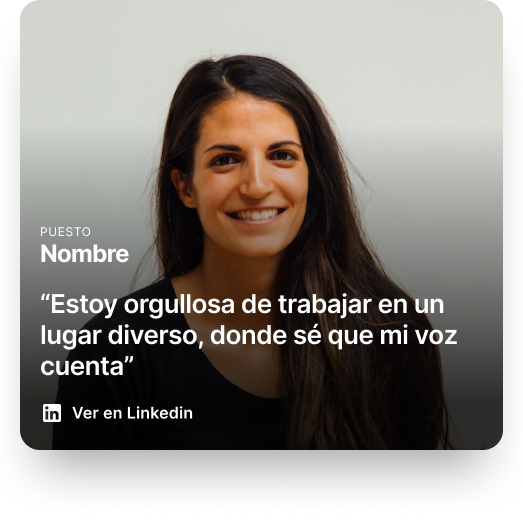 PUESTO
Nombre
“Estoy orgullosa de trabajar en un
lugar diverso, donde sé que mi voz
cuenta”
in Ver en Linkedin